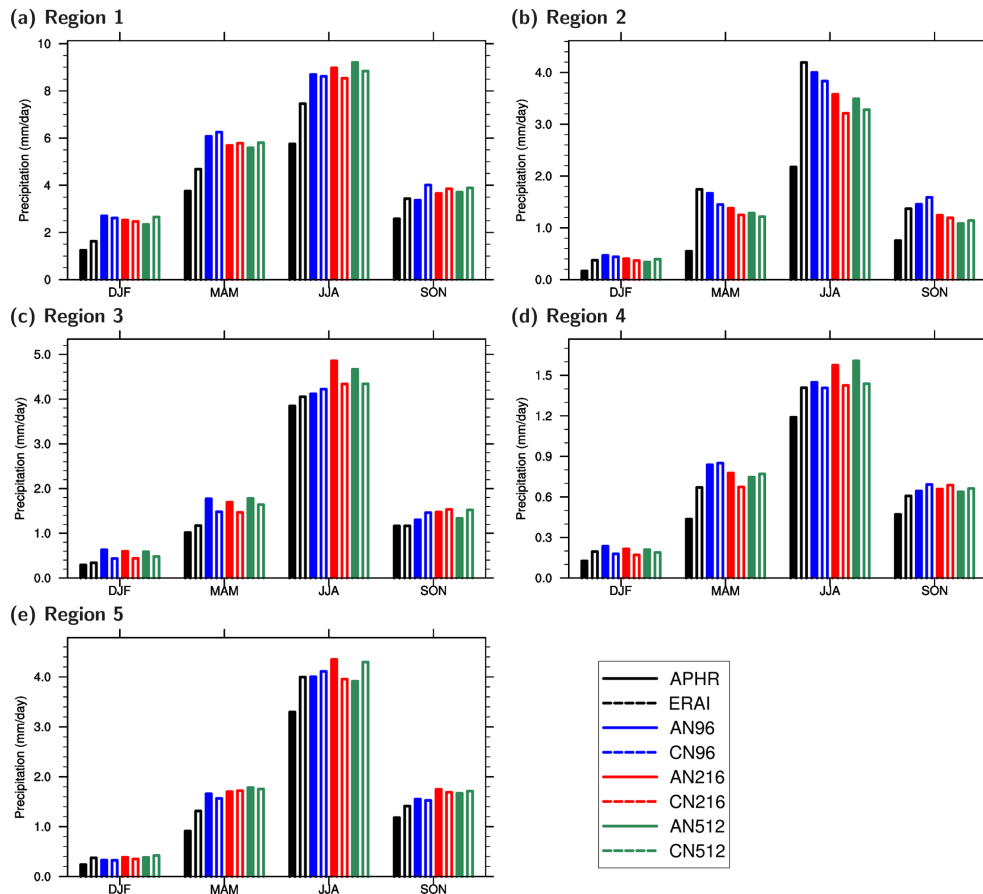 (a) Region 1
Precipitation (mm/day)
10
8
6
4
2
0
DJF MAM JJA SON
(b) Region 2
Precipitation (mm/day)
4.0
3.0
2.0
1.0
0.0
DJF MAM JJA SON
(c) Region 3
Precipitation (mm/day)
5.0
4.0
3.0
2.0
1.0
0.0
DJF MAM JJA SON
(d) Region 4
Precipitation (mm/day)
1.5
1.2
0.9
0.6
0.3
0.0
DJF MAM JJA SON
(e) Region 5
Precipitation (mm/day)
4.0
3.0
2.0
1.0
0.0
DJF MAM JJA SON
APHR
ERAI
AN96
CN96
AN216
CN216
AN512
CN512